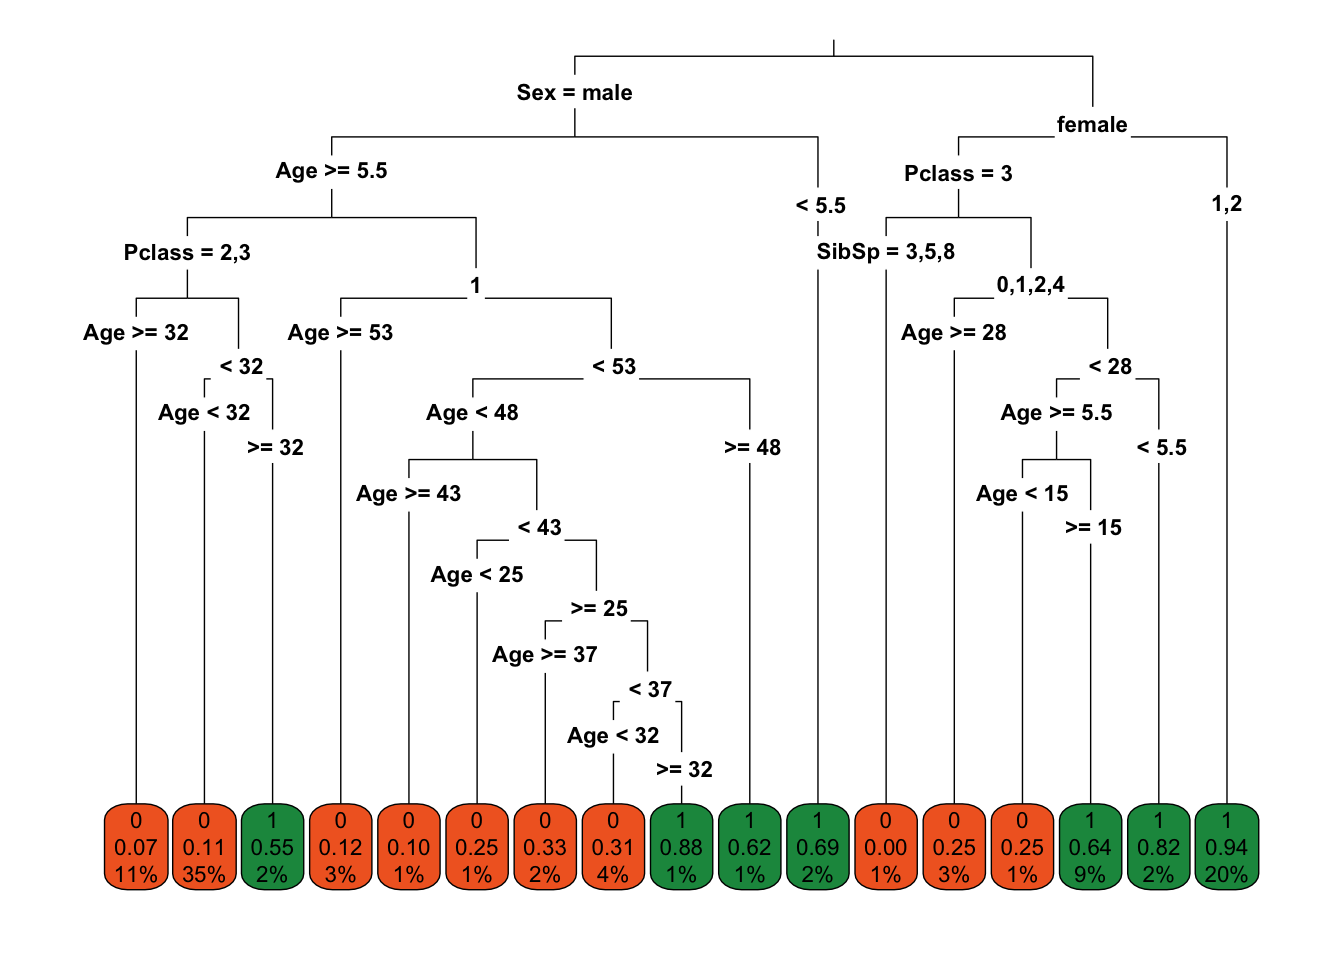 Sex = male
female
Age >= 5.5
Pclass = 3
< 5.5
1,2
Pclass = 2,3
SibSp = 3,5,8
1
0,1,2,4
Age >= 32
Age >= 53
Age >= 28
< 32
< 53
< 28
Age < 32
Age < 48
Age >= 5.5
>= 32
>= 48
< 5.5
Age >= 43
Age < 15
< 43
>= 15
Age < 25
>= 25
Age >= 37
< 37
Age < 32
>= 32
0 0 1 0 0 0 0 0 1 1 1 0 0 0 1 1 1
0.07 0.11 0.55 0.12 0.10 0.25 0.33 0.31 0.88 0.62 0.69 0.00 0.25 0.25 0.64 0.82 0.94
11% 35% 2% 3% 1% 1% 2% 4% 1% 1% 2% 1% 3% 1% 9% 2% 20%